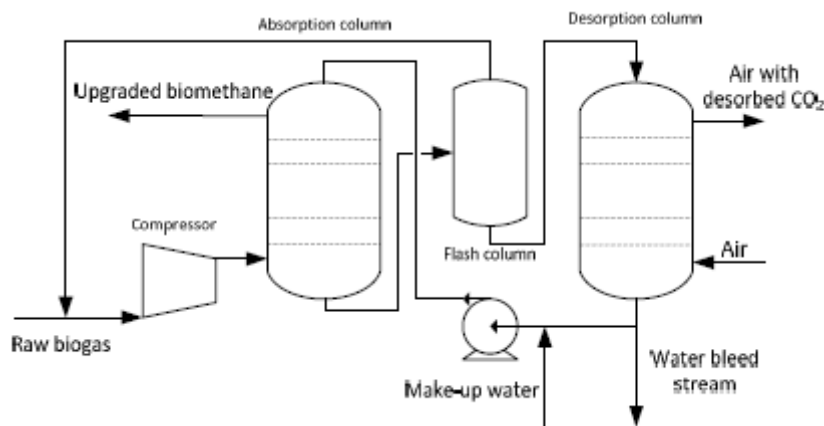 Absorption column
Desorption column
Upgraded biomethane
Air with
desorbed CO₂
Compressor
Flash column
Air
Raw biogas
Make-up water
Water bleed
stream